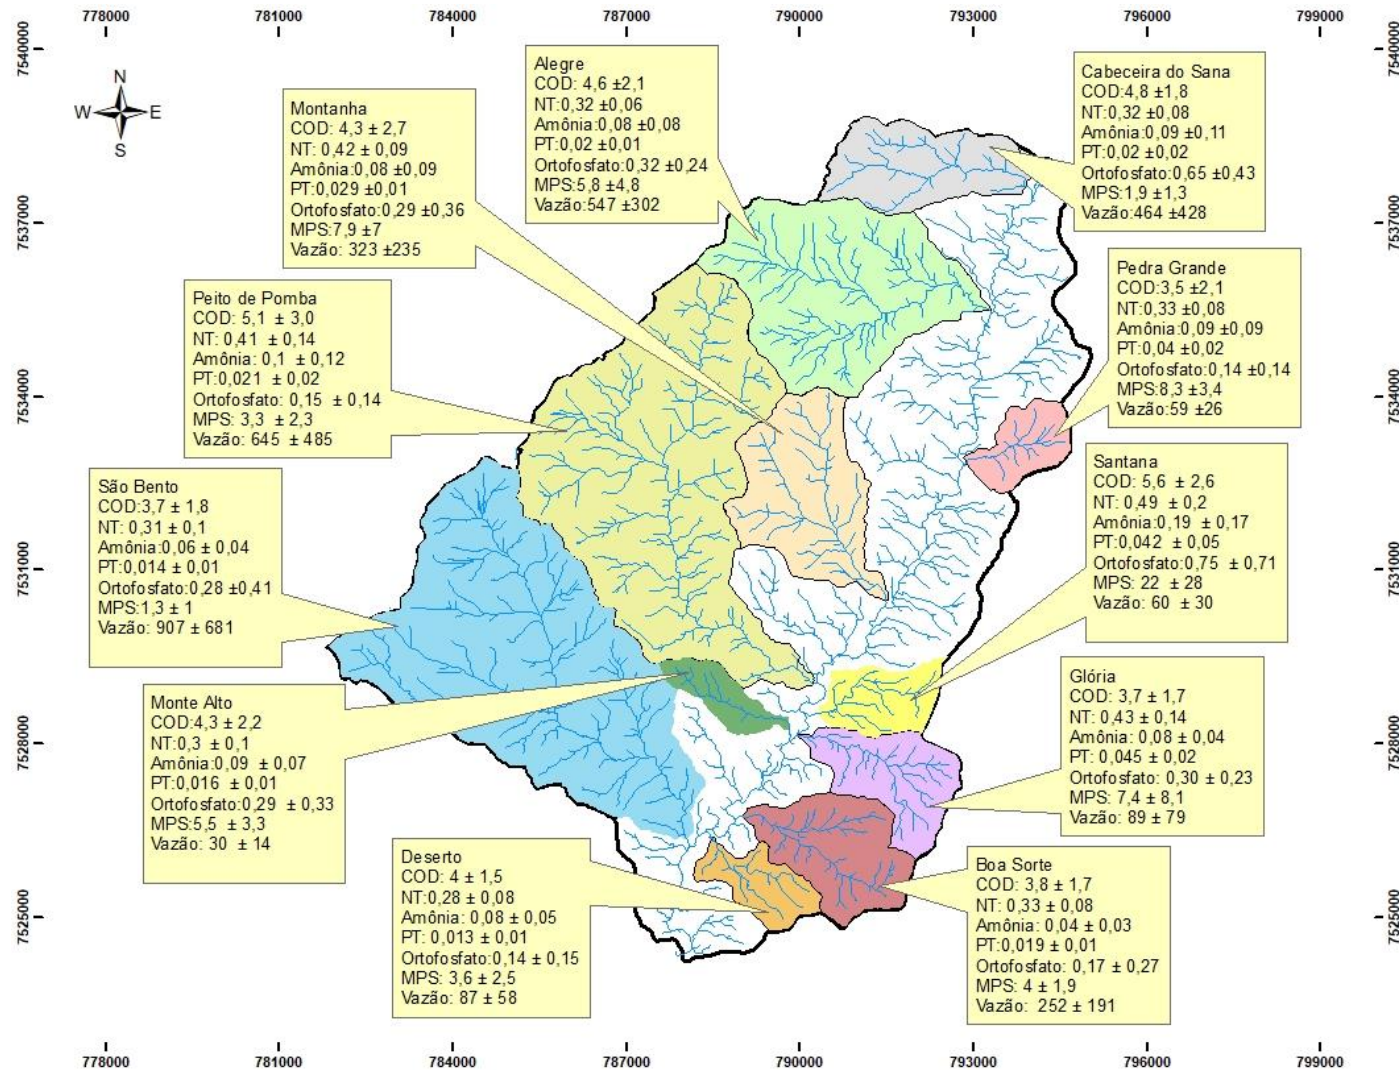 778000 781000 784000 787000 790000 793000 796000 799000
7540000 7537000 7534000 7531000 7528000 7525000
N
W E
S
Alegre
COD: 4,6 ±2,1
NT:0,32 ±0,06
Amônia:0,08 ±0,08
PT:0,02 ±0,01
Ortofosfato:0,32 ±0,24
MPS:5,8 ±4,8
Vazão:547 ±302
Cabeceira do Sana
COD:4,8 ±1,8
NT:0,32 ±0,08
Amônia:0,09 ±0,11
PT:0,02 ±0,02
Ortofosfato:0,65 ±0,43
MPS:1,9 ±1,3
Vazão:464 ±428
Montanha
COD: 4,3 ± 2,7
NT: 0,42 ± 0,09
Amônia:0,08 ±0,09
PT:0,029 ±0,01
Ortofosfato:0,29 ±0,36
MPS:7,9 ±7
Vazão: 323 ±235
Pedra Grande
COD:3,5 ±2,1
NT:0,33 ±0,08
Amônia:0,09 ±0,09
PT:0,04 ±0,02
Ortofosfato:0,14 ±0,14
MPS:8,3 ±3,4
Vazão:59 ±26
Peito de Pomba
COD: 5,1 ± 3,0
NT: 0,41 ± 0,14
Amônia: 0,1 ± 0,12
PT:0,021 ± 0,02
Ortofosfato: 0,15 ± 0,14
MPS: 3,3 ± 2,3
Vazão: 645 ± 485
Santana
COD: 5,6 ± 2,6
NT: 0,49 ± 0,2
Amônia:0,19 ± 0,17
PT:0,042 ± 0,05
Ortofosfato:0,75 ± 0,71
MPS: 22 ± 28
Vazão: 60 ± 30
São Bento
COD:3,7 ± 1,8
NT: 0,31 ± 0,1
Amônia:0,06 ± 0,04
PT:0,014 ± 0,01
Ortofosfato:0,28 ±0,41
MPS:1,3 ± 1
Vazão: 907 ± 681
Glória
COD: 3,7 ± 1,7
NT: 0,43 ± 0,14
Amônia: 0,08 ± 0,04
PT: 0,045 ± 0,02
Ortofosfato: 0,30 ± 0,23
MPS: 7,4 ± 8,1
Vazão: 89 ± 79
Monte Alto
COD:4,3 ± 2,2
NT:0,3 ± 0,1
Amônia:0,09 ± 0,07
PT:0,016 ± 0,01
Ortofosfato:0,29 ± 0,33
MPS:5,5 ± 3,3
Vazão: 30 ± 14
Deserto
COD: 4 ± 1,5
NT:0,28 ± 0,08
Amônia: 0,08 ± 0,05
PT: 0,013 ± 0,01
Ortofosfato:0,14 ± 0,15
MPS: 3,6 ± 2,5
Vazão: 87 ± 58
Boa Sorte
COD: 3,8 ± 1,7
NT: 0,33 ± 0,08
Amônia: 0,04 ± 0,03
PT:0,019 ± 0,01
Ortofosfato: 0,17 ± 0,27
MPS: 4 ± 1,9
Vazão: 252 ± 191
7540000 7537000 7534000 7531000 7528000 7525000
778000 781000 784000 787000 790000 793000 796000 799000